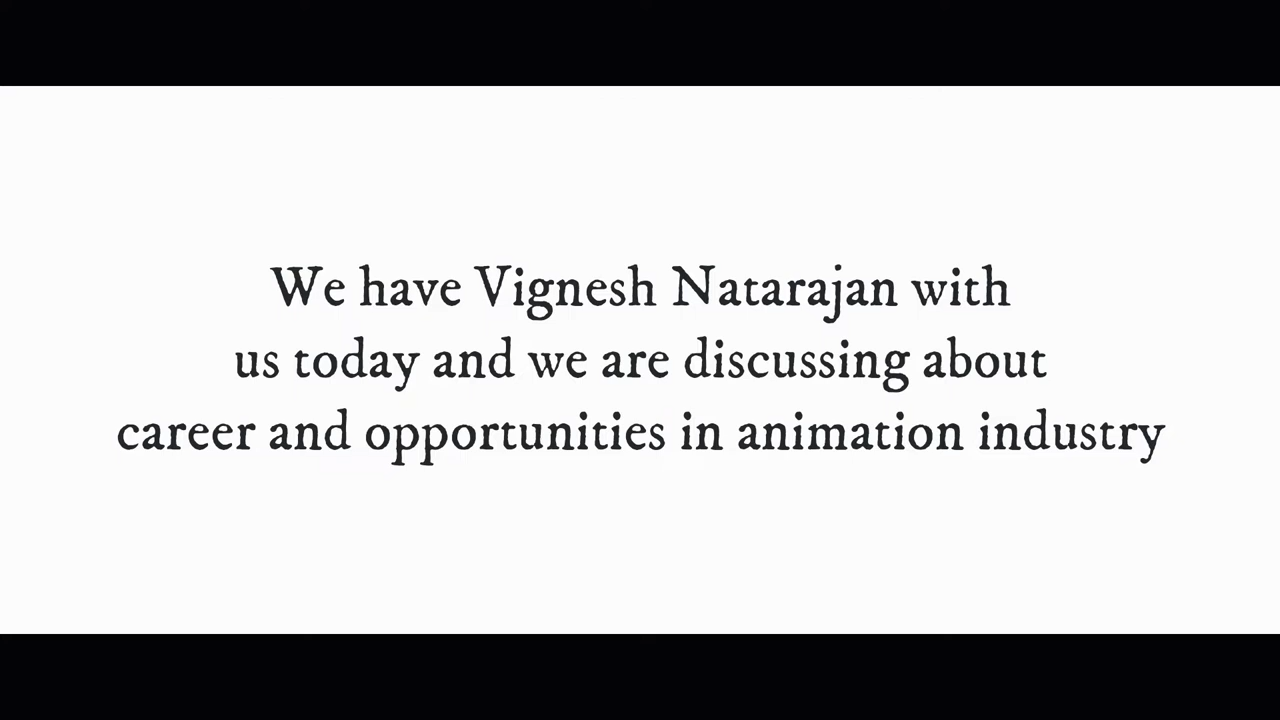 We have Vignesh Natarajan with
us today and we are discussing about
career and opportunities in animation industry